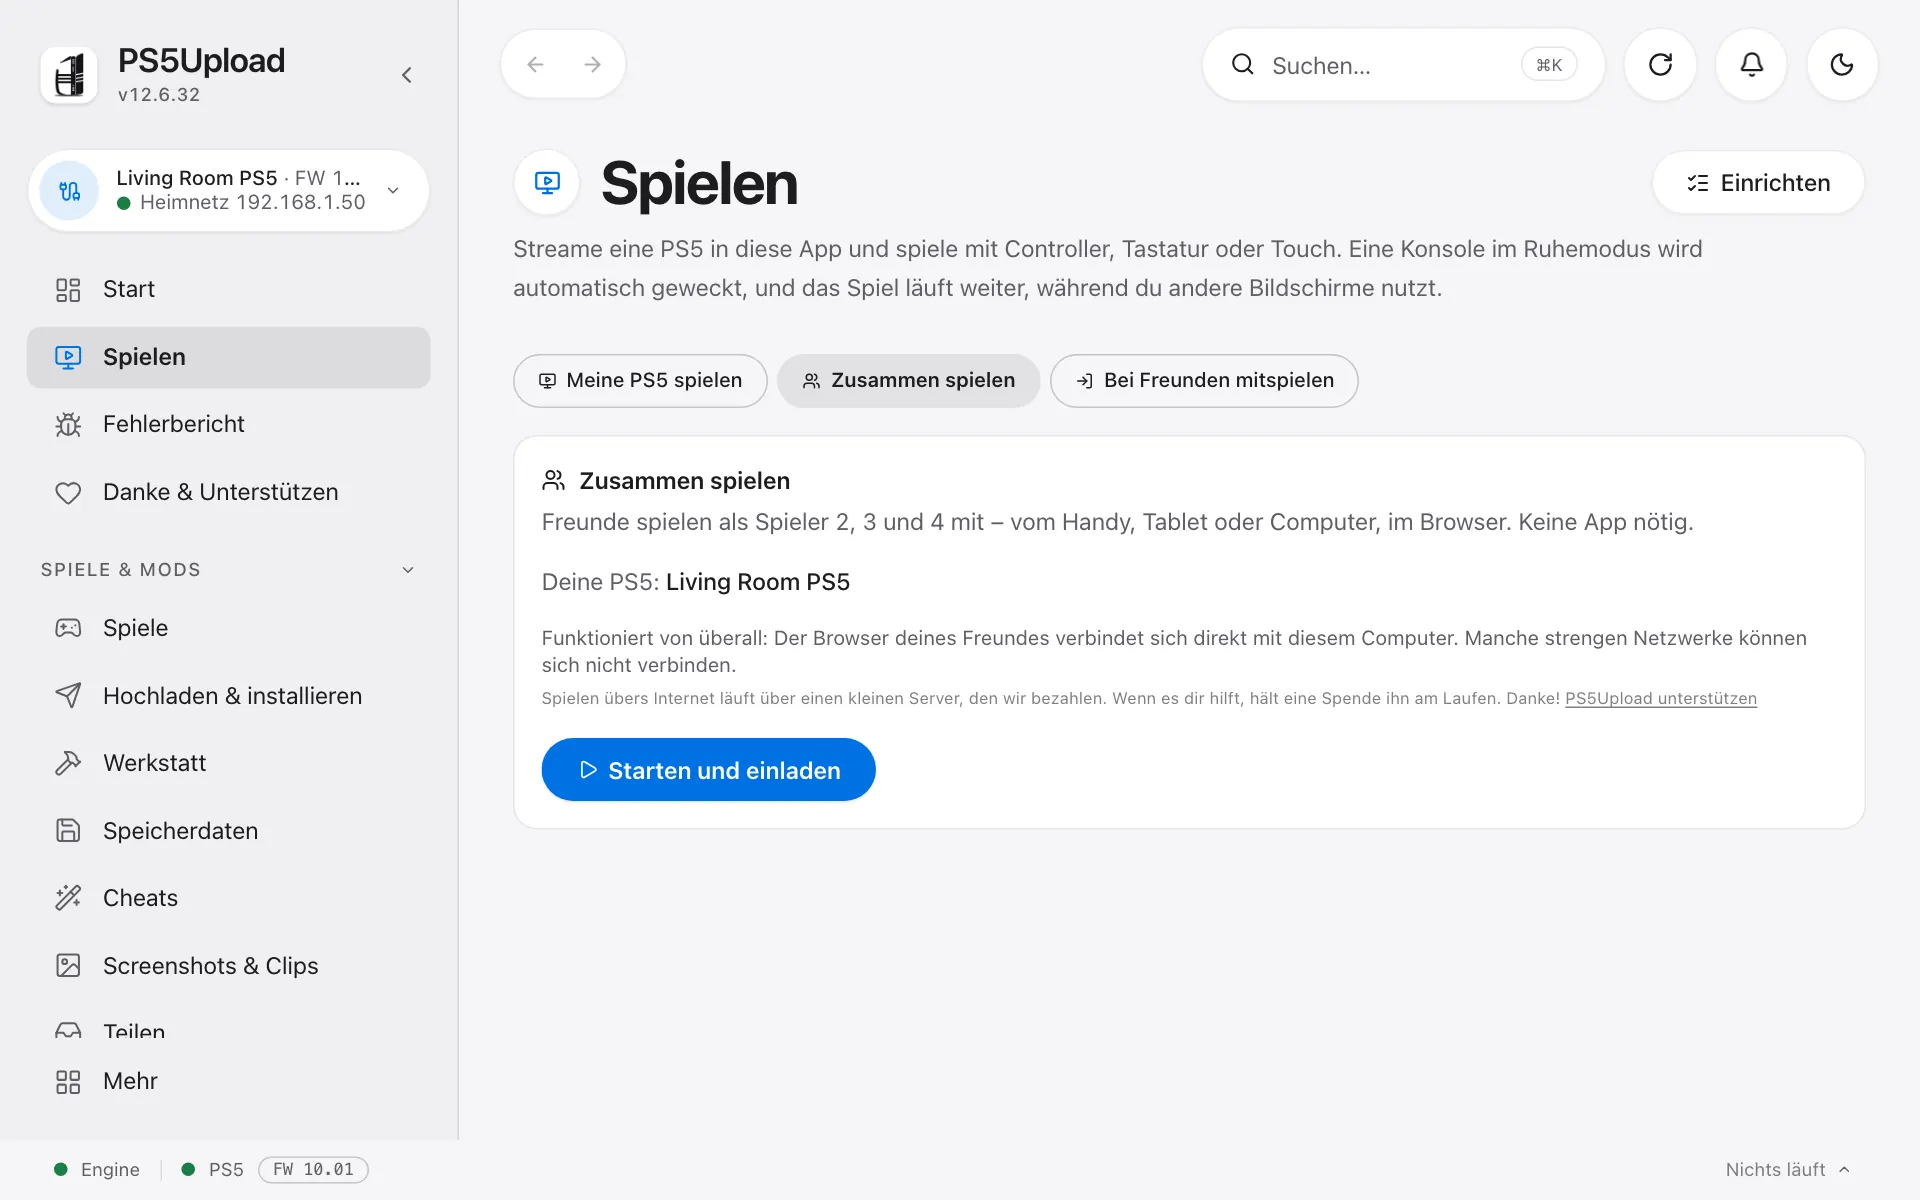 PS5Upload
v12.6.32
Living Room PS5 · FW 1...
Heimnetz 192.168.1.50
Start
Spielen
Fehlerbericht
Danke & Unterstützen
SPIELE & MODS
Spiele
Hochladen & installieren
Werkstatt
Speicherdaten
Cheats
Screenshots & Clips
Teilen
Mehr
Suchen...
⌘K
Spielen
Einrichten
Streame eine PS5 in diese App und spiele mit Controller, Tastatur oder Touch. Eine Konsole im Ruhemodus wird
automatisch geweckt, und das Spiel läuft weiter, während du andere Bildschirme nutzt.
Meine PS5 spielen
Zusammen spielen
Bei Freunden mitspielen
Zusammen spielen
Freunde spielen als Spieler 2, 3 und 4 mit – vom Handy, Tablet oder Computer, im Browser. Keine App nötig.
Deine PS5: Living Room PS5
Funktioniert von überall: Der Browser deines Freundes verbindet sich direkt mit diesem Computer. Manche strengen Netzwerke können
sich nicht verbinden.
Spielen übers Internet läuft über einen kleinen Server, den wir bezahlen. Wenn es dir hilft, hält eine Spende ihn am Laufen. Danke! PS5Upload unterstützen
Starten und einladen
Engine
PS5
FW 10.01
Nichts läuft